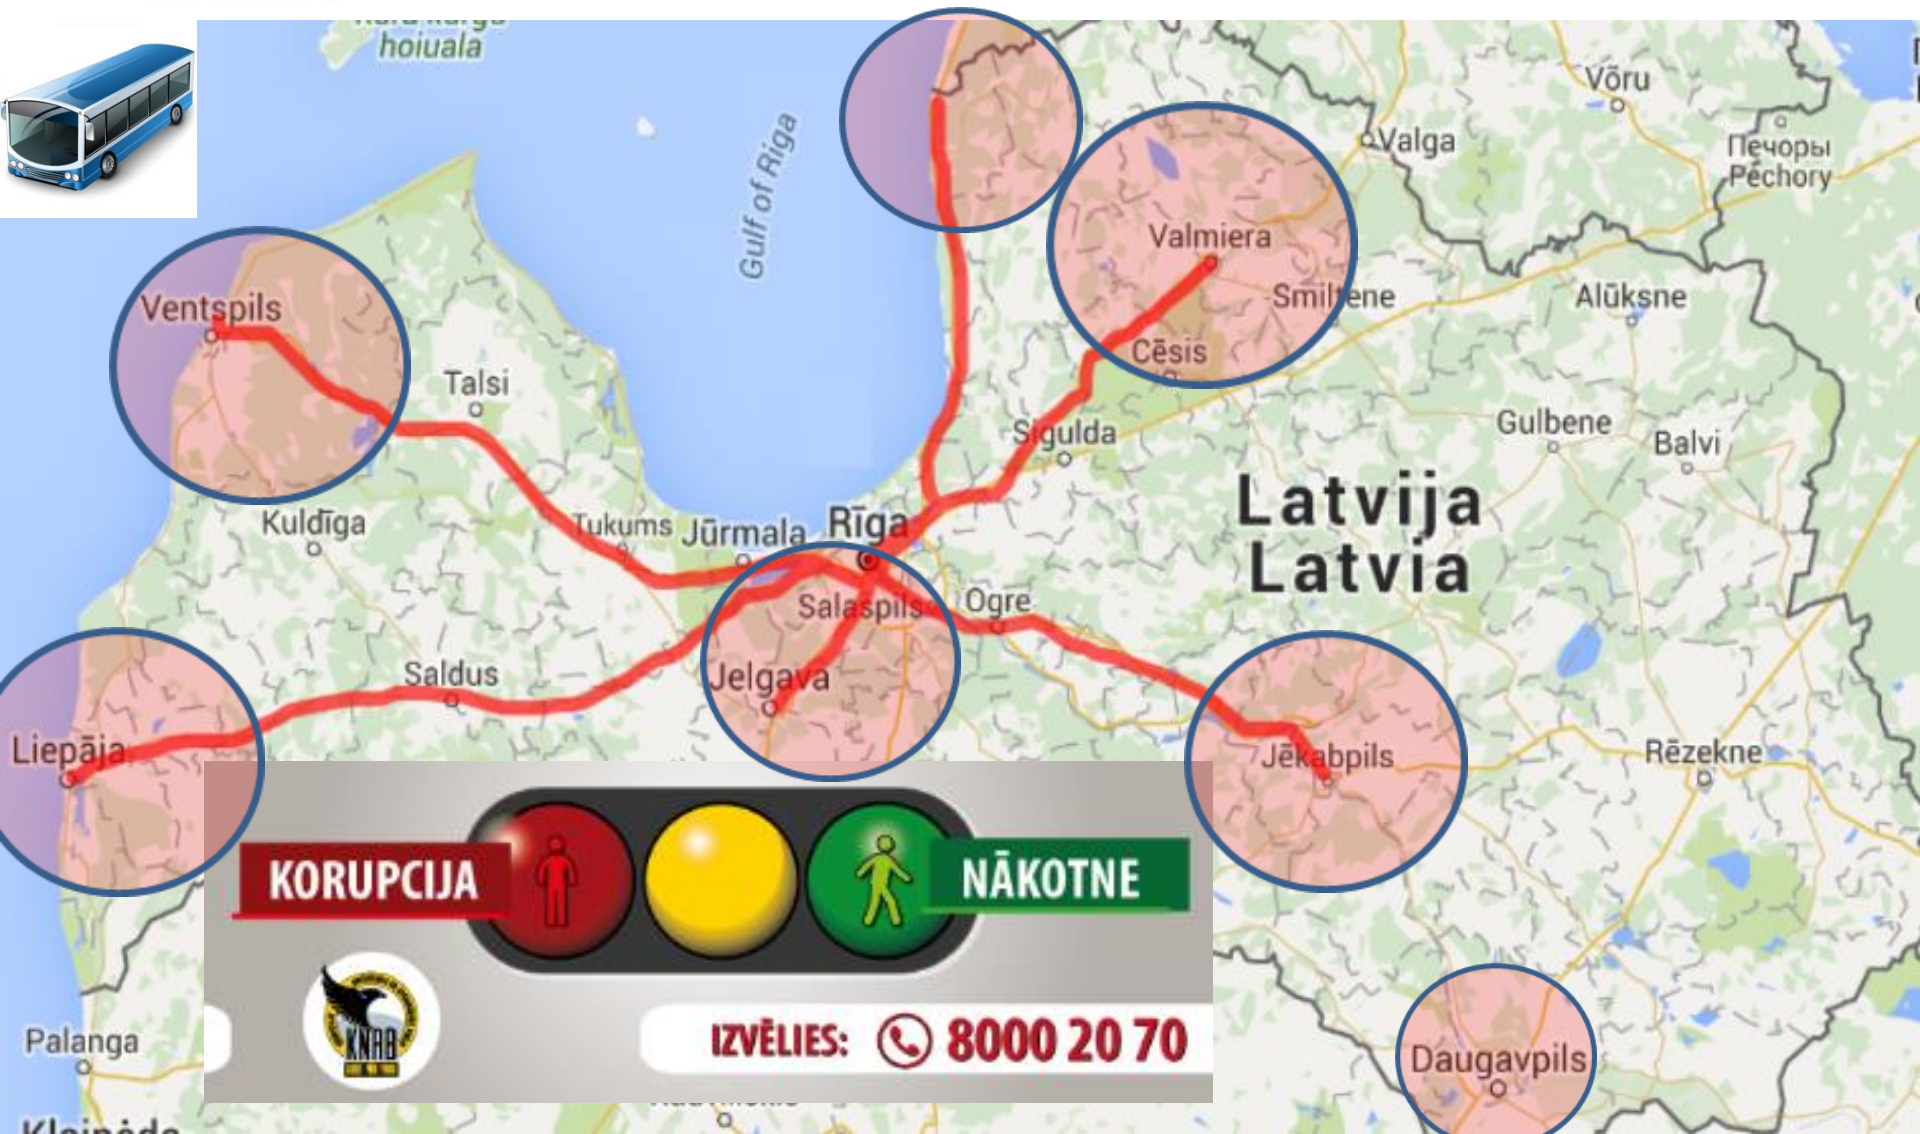 hoiuala
Võru
Valga
Печоры
Pechory
Gulf of Riga
Valmiera
Ventspils
Smiltene
Alūksne
Cēsis
Talsi
Gulbene
Sigulda
Balvi
Latvija
Latvia
Kuldīga
Tukums
Jūrmala
Rīga
Salaspils
Ogre
Saldus
Jelgava
Liepāja
Jēkabpils
Rēzekne
KORUPCIJA
NĀKOTNE
KNAB
IZVĒLIES: 8000 20 70
Palanga
Daugavpils